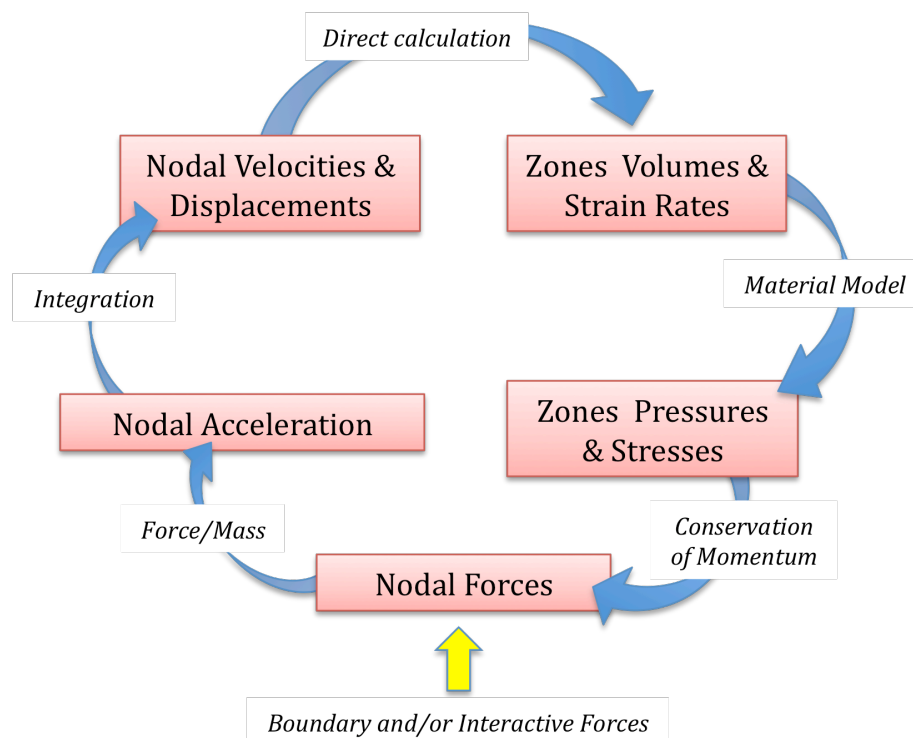 Direct calculation
Nodal Velocities &
Displacements
Zones Volumes &
Strain Rates
Integration
Material Model
Nodal Acceleration
Zones Pressures
& Stresses
Force/Mass
Conservation
of Momentum
Nodal Forces
Boundary and/or Interactive Forces